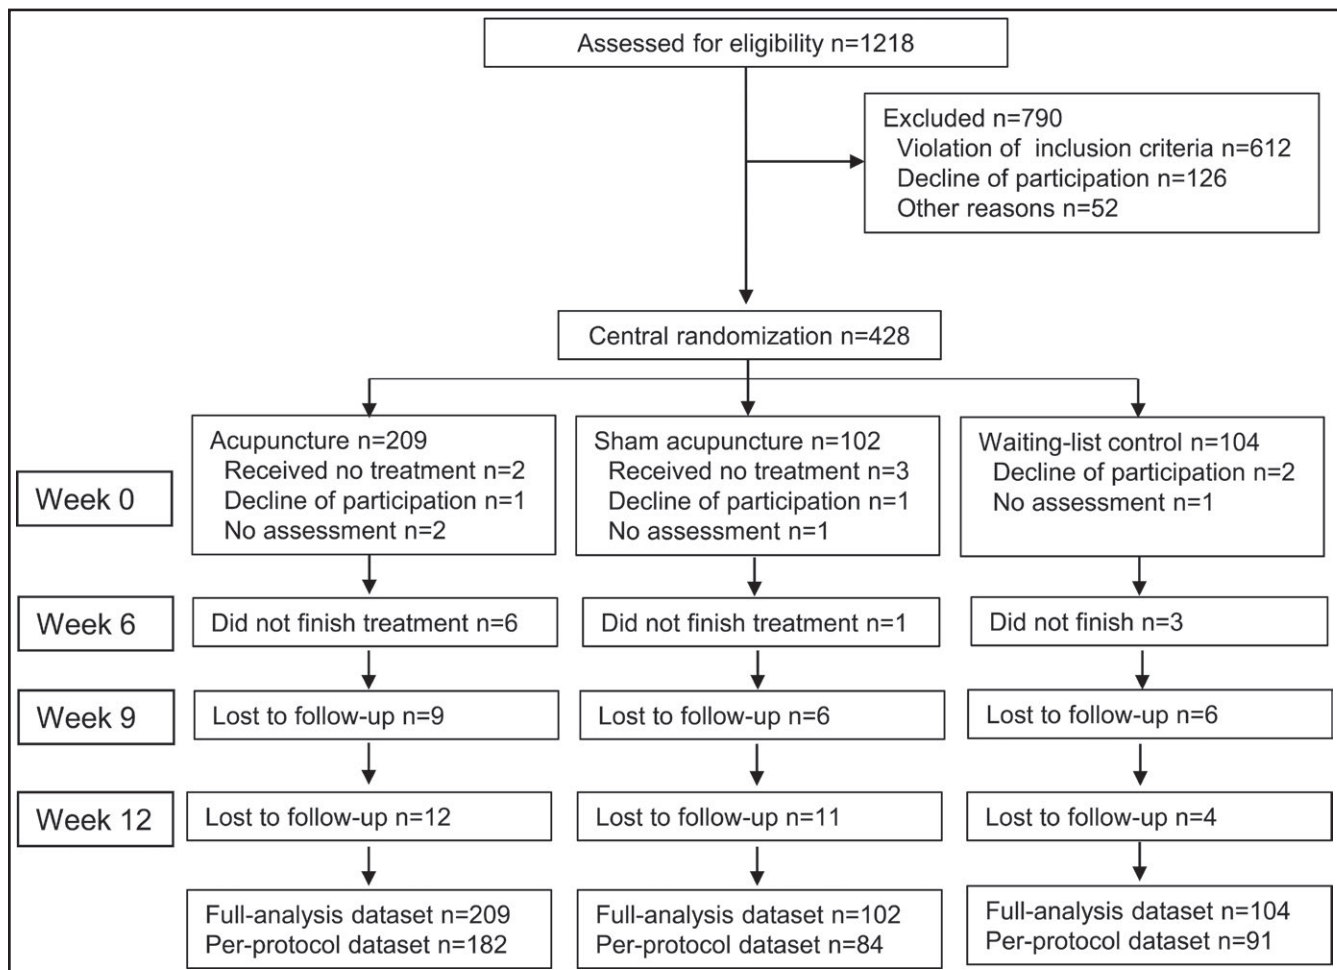 Assessed for eligibility n=1218
Excluded n=790
Violation of inclusion criteria n=612
Decline of participation n=126
Other reasons n=52
Central randomization n=428
Week 0
Acupuncture n=209
Received no treatment n=2
Decline of participation n=1
No assessment n=2
Sham acupuncture n=102
Received no treatment n=3
Decline of participation n=1
No assessment n=1
Waiting-list control n=104
Decline of participation n=2
No assessment n=1
Week 6
Did not finish treatment n=6
Did not finish treatment n=1
Did not finish n=3
Week 9
Lost to follow-up n=9
Lost to follow-up n=6
Lost to follow-up n=6
Week 12
Lost to follow-up n=12
Lost to follow-up n=11
Lost to follow-up n=4
Full-analysis dataset n=209
Per-protocol dataset n=182
Full-analysis dataset n=102
Per-protocol dataset n=84
Full-analysis dataset n=104
Per-protocol dataset n=91